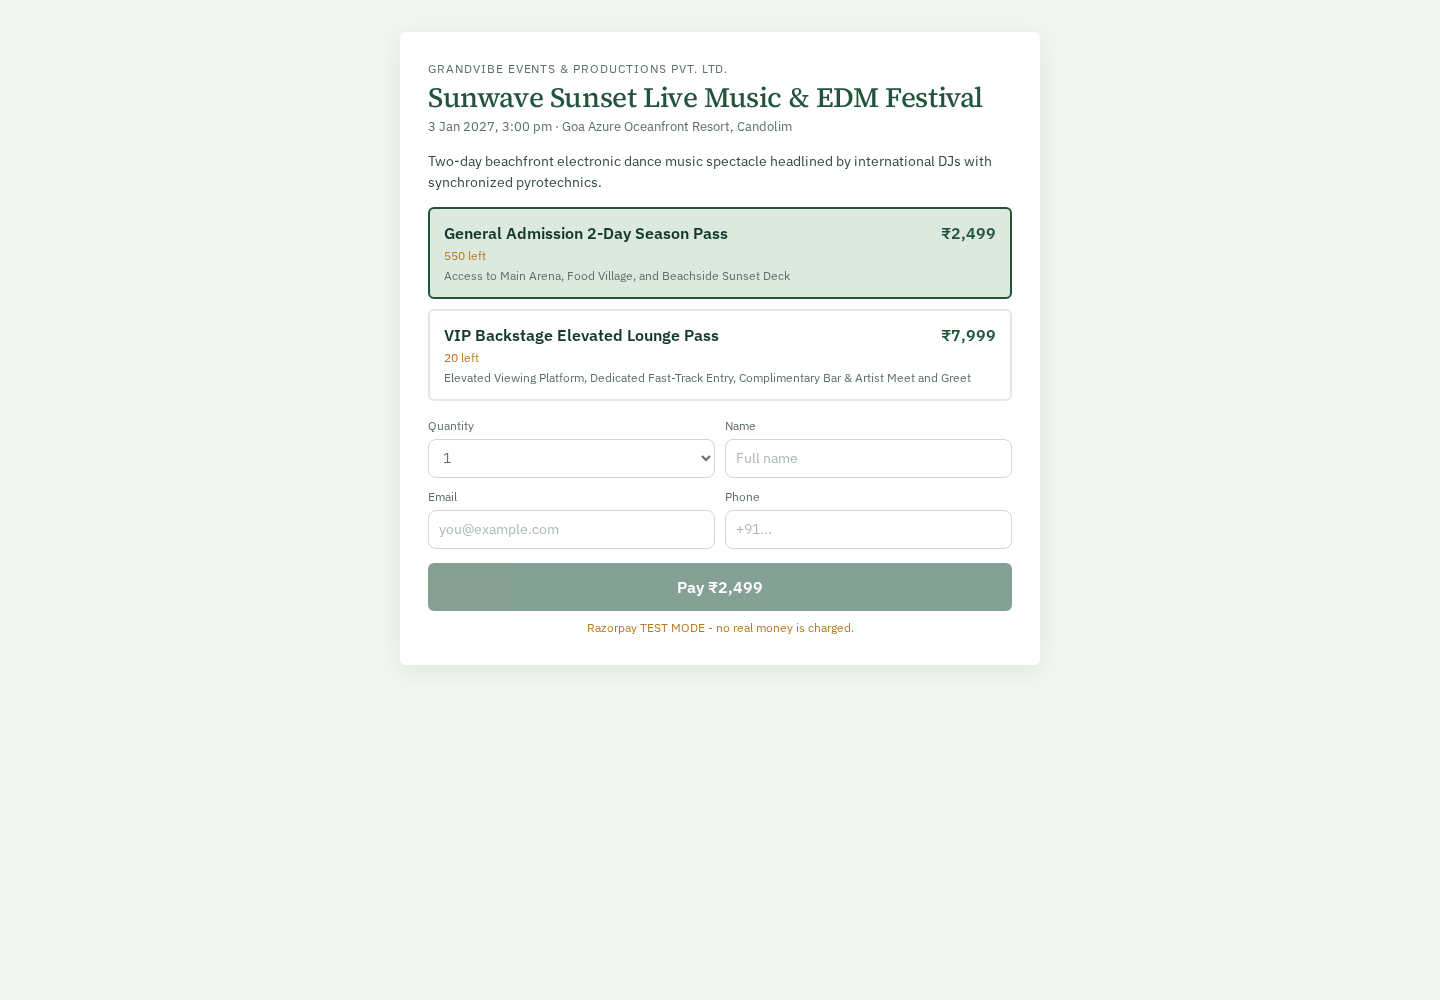 GRANDVIBE EVENTS & PRODUCTIONS PVT. LTD.
Sunwave Sunset Live Music & EDM Festival
3 Jan 2027, 3:00 pm · Goa Azure Oceanfront Resort, Candolim
Two-day beachfront electronic dance music spectacle headlined by international DJs with
synchronized pyrotechnics.
General Admission 2-Day Season Pass ₹2,499
550 left
Access to Main Arena, Food Village, and Beachside Sunset Deck
VIP Backstage Elevated Lounge Pass ₹7,999
20 left
Elevated Viewing Platform, Dedicated Fast-Track Entry, Complimentary Bar & Artist Meet and Greet
Quantity Name
1 Full name
Email Phone
you@example.com +91...
Pay ₹2,499
Razorpay TEST MODE - no real money is charged.